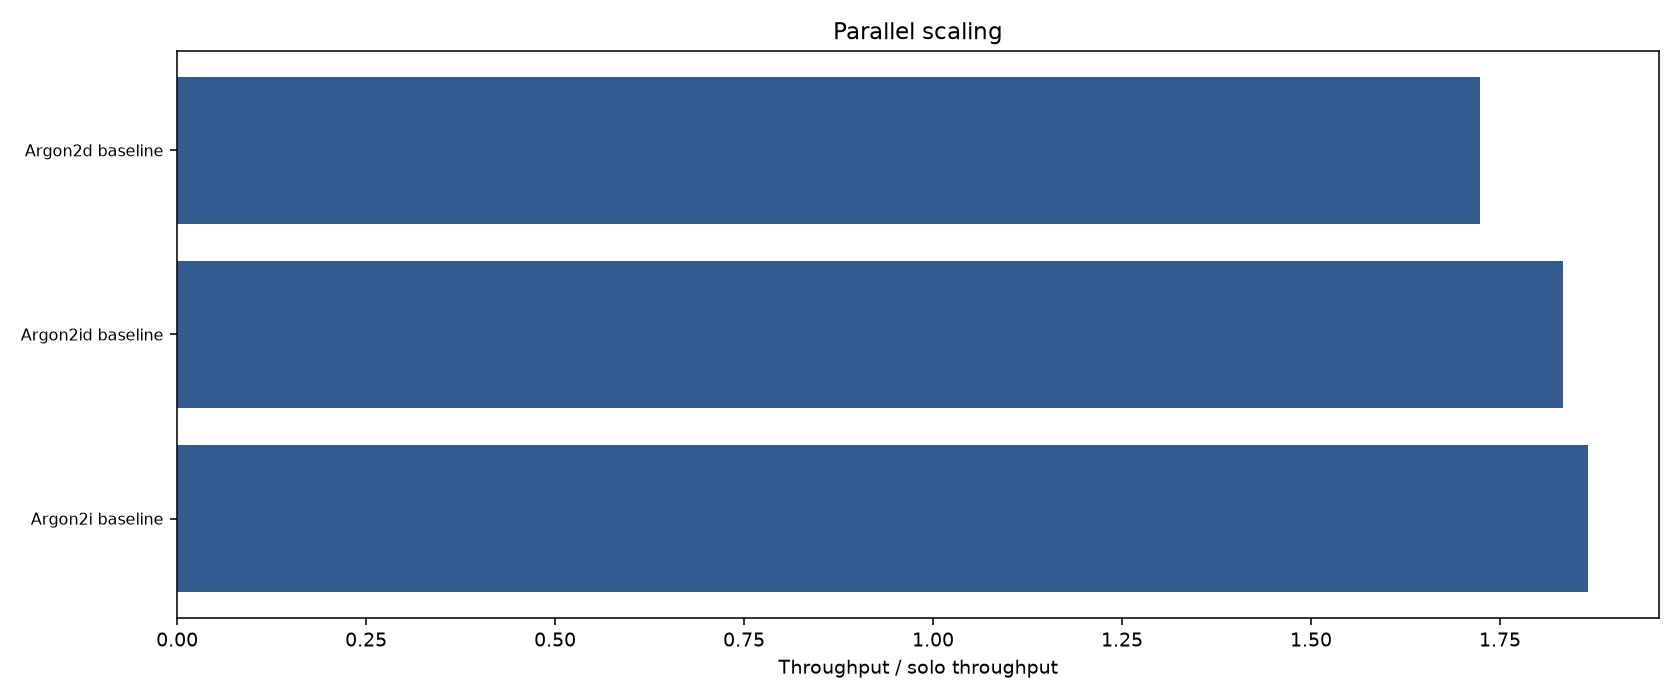 Parallel scaling
Argon2d baseline
Argon2id baseline
Argon2i baseline
0.00 0.25 0.50 0.75 1.00 1.25 1.50 1.75
Throughput / solo throughput